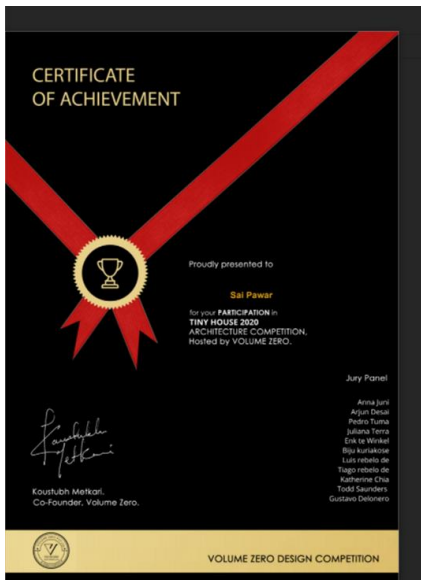 CERTIFICATE
OF ACHIEVEMENT
Proudly presented to
Sai Pawar
for your PARTICIPATION in
TINY HOUSE 2020
ARCHITECTURE COMPETITION,
Hosted by VOLUME ZERO.
Jury Panel
Anna Juni
Arjun Desai
Pedro Tuma
Juliana Terra
Enk te Winkel
Biju kuriakose
Luis rebelo de
Tiago rebelo de
Katherine Chia
Todd Saunders
Gustavo Delonero
Koustubh Metkari
Koustubh Metkari.
Co-Founder, Volume Zero.
VOLUME ZERO DESIGN COMPETITION